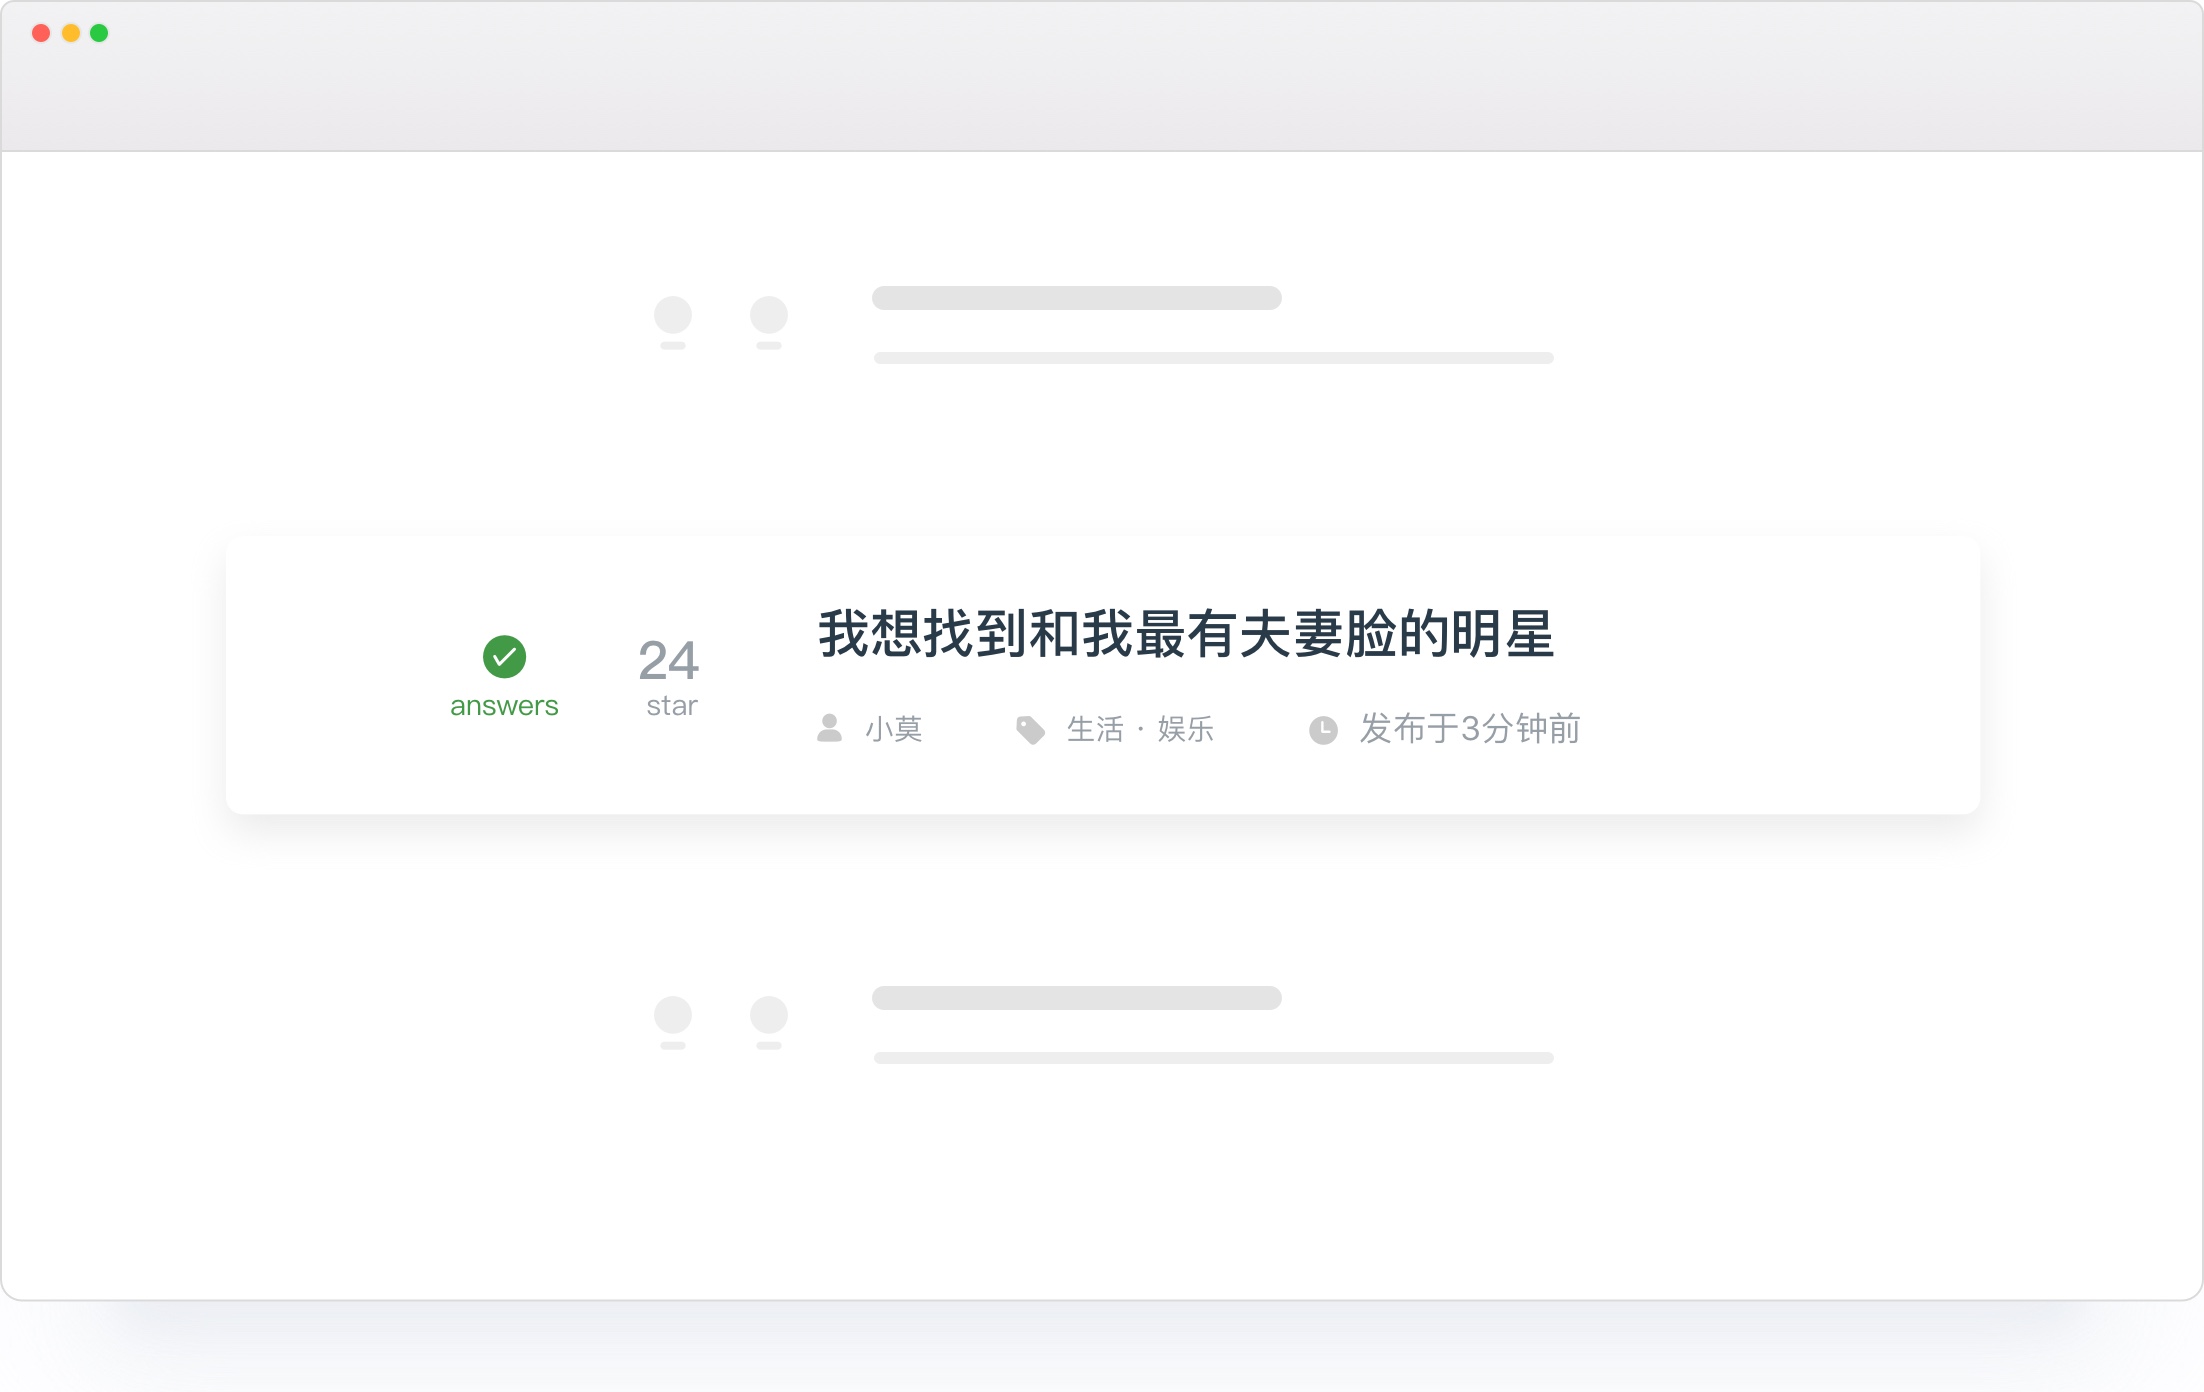 我想找到和我最有夫妻脸的明星
24
answers
star
小莫
生活 · 娱乐
发布于3分钟前